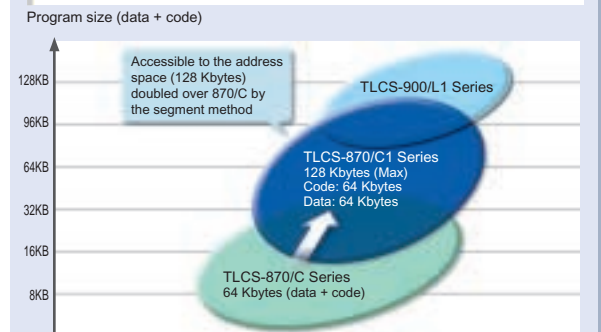 Program size (data + code)
128KB
96KB
64KB
32KB
16KB
8KB
Accessible to the address
space (128 Kbytes)
doubled over 870/C by
the segment method
TLCS-900/L1 Series
TLCS-870/C1 Series
128 Kbytes (Max)
Code: 64 Kbytes
Data: 64 Kbytes
TLCS-870/C Series
64 Kbytes (data + code)